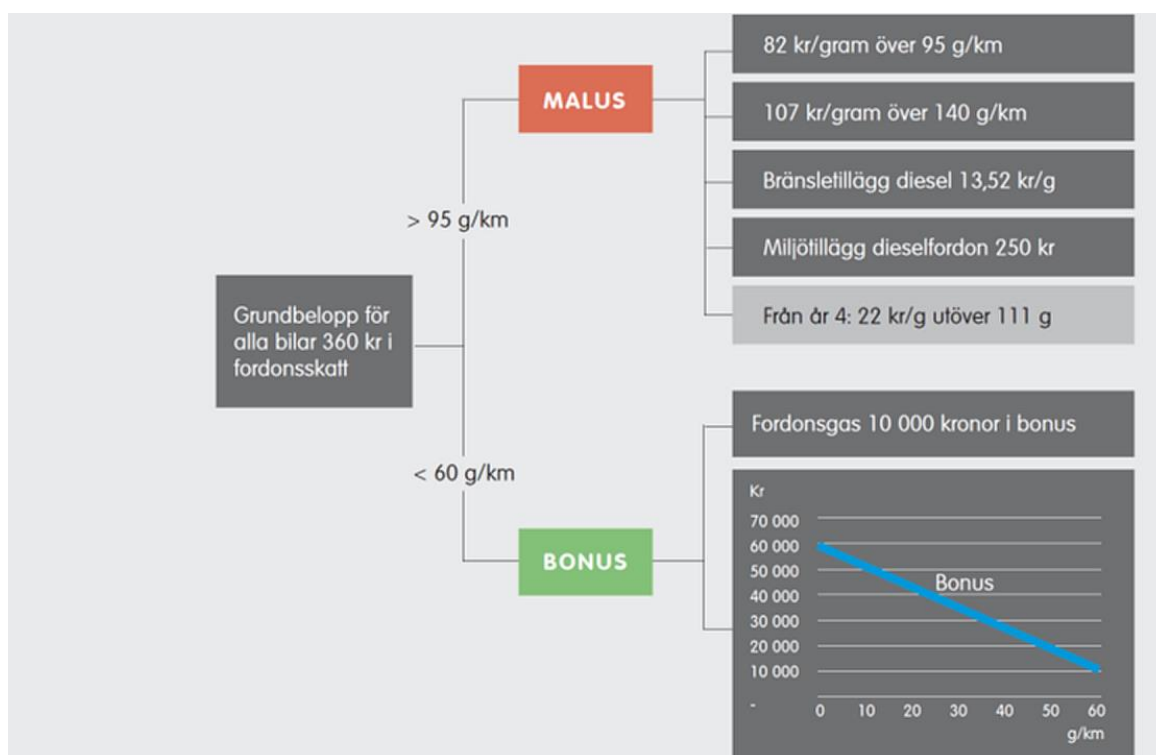 82 kr/gram över 95 g/km
MALUS
107 kr/gram över 140 g/km
Bränsletillägg diesel 13,52 kr/g
> 95 g/km
Miljötillägg dieselfordon 250 kr
Grundbelopp för
alla bilar 360 kr i
fordonsskatt
Från år 4: 22 kr/g utöver 111 g
Fordonsgas 10 000 kronor i bonus
< 60 g/km
BONUS
Kr
70 000
60 000
50 000
40 000
30 000
20 000
10 000
-
Bonus
0 10 20 30 40 50 60
g/km